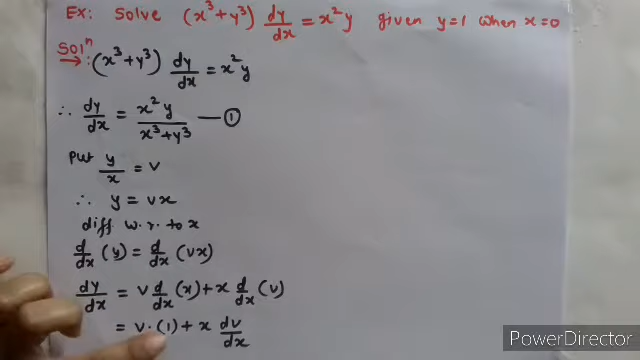 Ex: Solve (x³+y³) dy/dx = x²y given y=1 when x=0
Solⁿ
→: (x³+y³) dy/dx = x²y
∴ dy/dx = x²y/x³+y³ — ①
Put y/x = v
∴ y = vx
diff w.r. to x
d/dx (y) = d/dx (vx)
dy/dx = v d/dx (x) + x d/dx (v)
= v·(1) + x dv/dx
PowerDirector